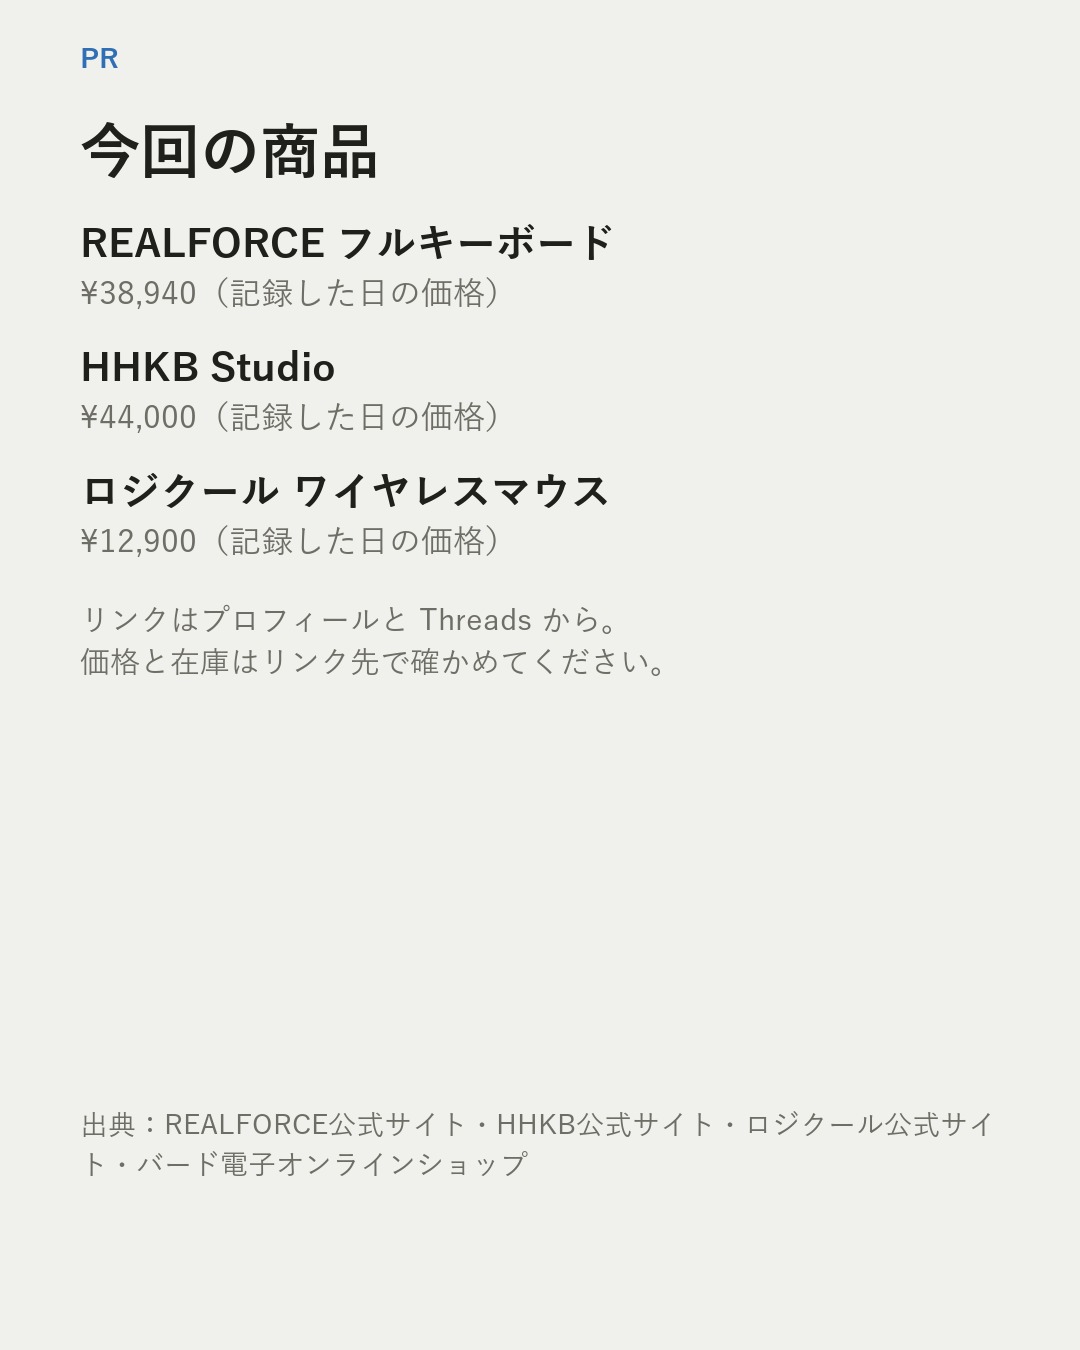 PR
今回の商品
REALFORCE フルキーボード
¥38,940（記録した日の価格）
HHKB Studio
¥44,000（記録した日の価格）
ロジクール ワイヤレスマウス
¥12,900（記録した日の価格）
リンクはプロフィールと Threads から。
価格と在庫はリンク先で確かめてください。
出典：REALFORCE公式サイト・HHKB公式サイト・ロジクール公式サイ
ト・バード電子オンラインショップ